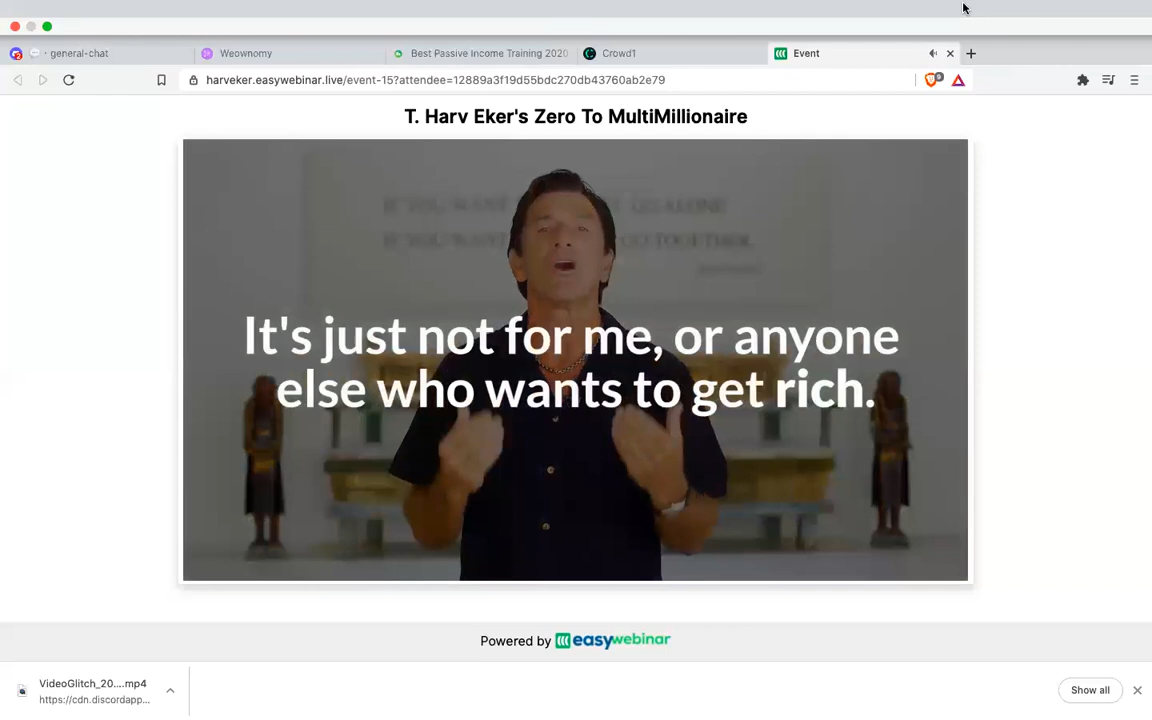 general-chat
Weownomy
Best Passive Income Training 2020
Crowd1
Event
harveker.easywebinar.live/event-15?attendee=12889a3f19d55bdc270db43760ab2e79
T. Harv Eker's Zero To MultiMillionaire
It's just not for me, or anyone
else who wants to get rich.
Powered by easywebinar
VideoGlitch_20....mp4
https://cdn.discordapp...
Show all